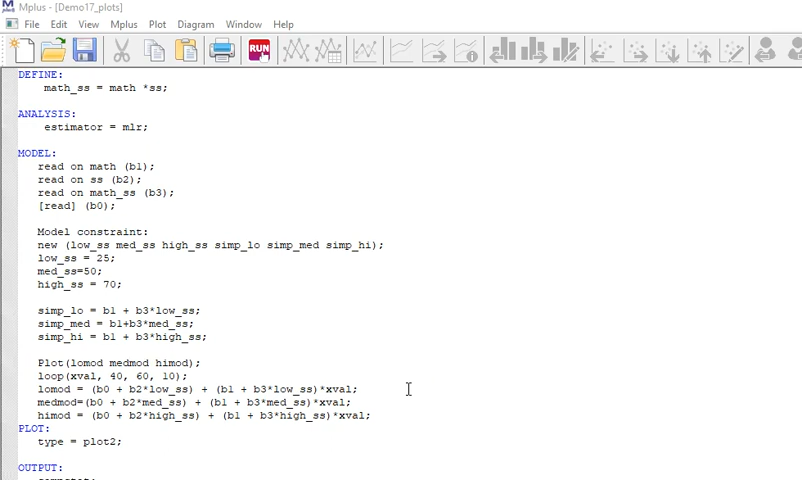 Mplus - [Demo17_plots]
File Edit View Mplus Plot Diagram Window Help
RUN
DEFINE:
math_ss = math *ss;
ANALYSIS:
estimator = mlr;
MODEL:
read on math (b1);
read on ss (b2);
read on math_ss (b3);
[read] (b0);
Model constraint:
new (low_ss med_ss high_ss simp_lo simp_med simp_hi);
low_ss = 25;
med_ss=50;
high_ss = 70;
simp_lo = b1 + b3*low_ss;
simp_med = b1+b3*med_ss;
simp_hi = b1 + b3*high_ss;
Plot(lomod medmod himod);
loop(xval, 40, 60, 10);
lomod = (b0 + b2*low_ss) + (b1 + b3*low_ss)*xval;
medmod=(b0 + b2*med_ss) + (b1 + b3*med_ss)*xval;
himod = (b0 + b2*high_ss) + (b1 + b3*high_ss)*xval;
PLOT:
type = plot2;
OUTPUT: